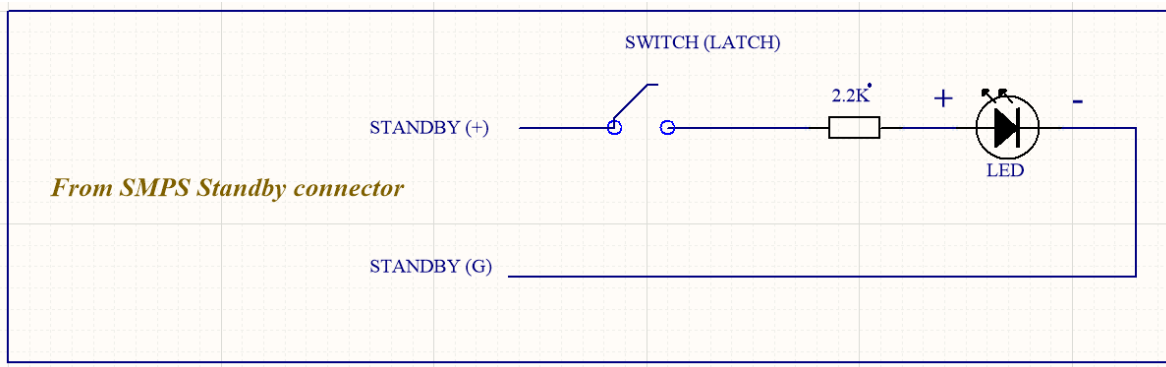 SWITCH (LATCH)
2.2K
+
-
STANDBY (+)
LED
From SMPS Standby connector
STANDBY (G)